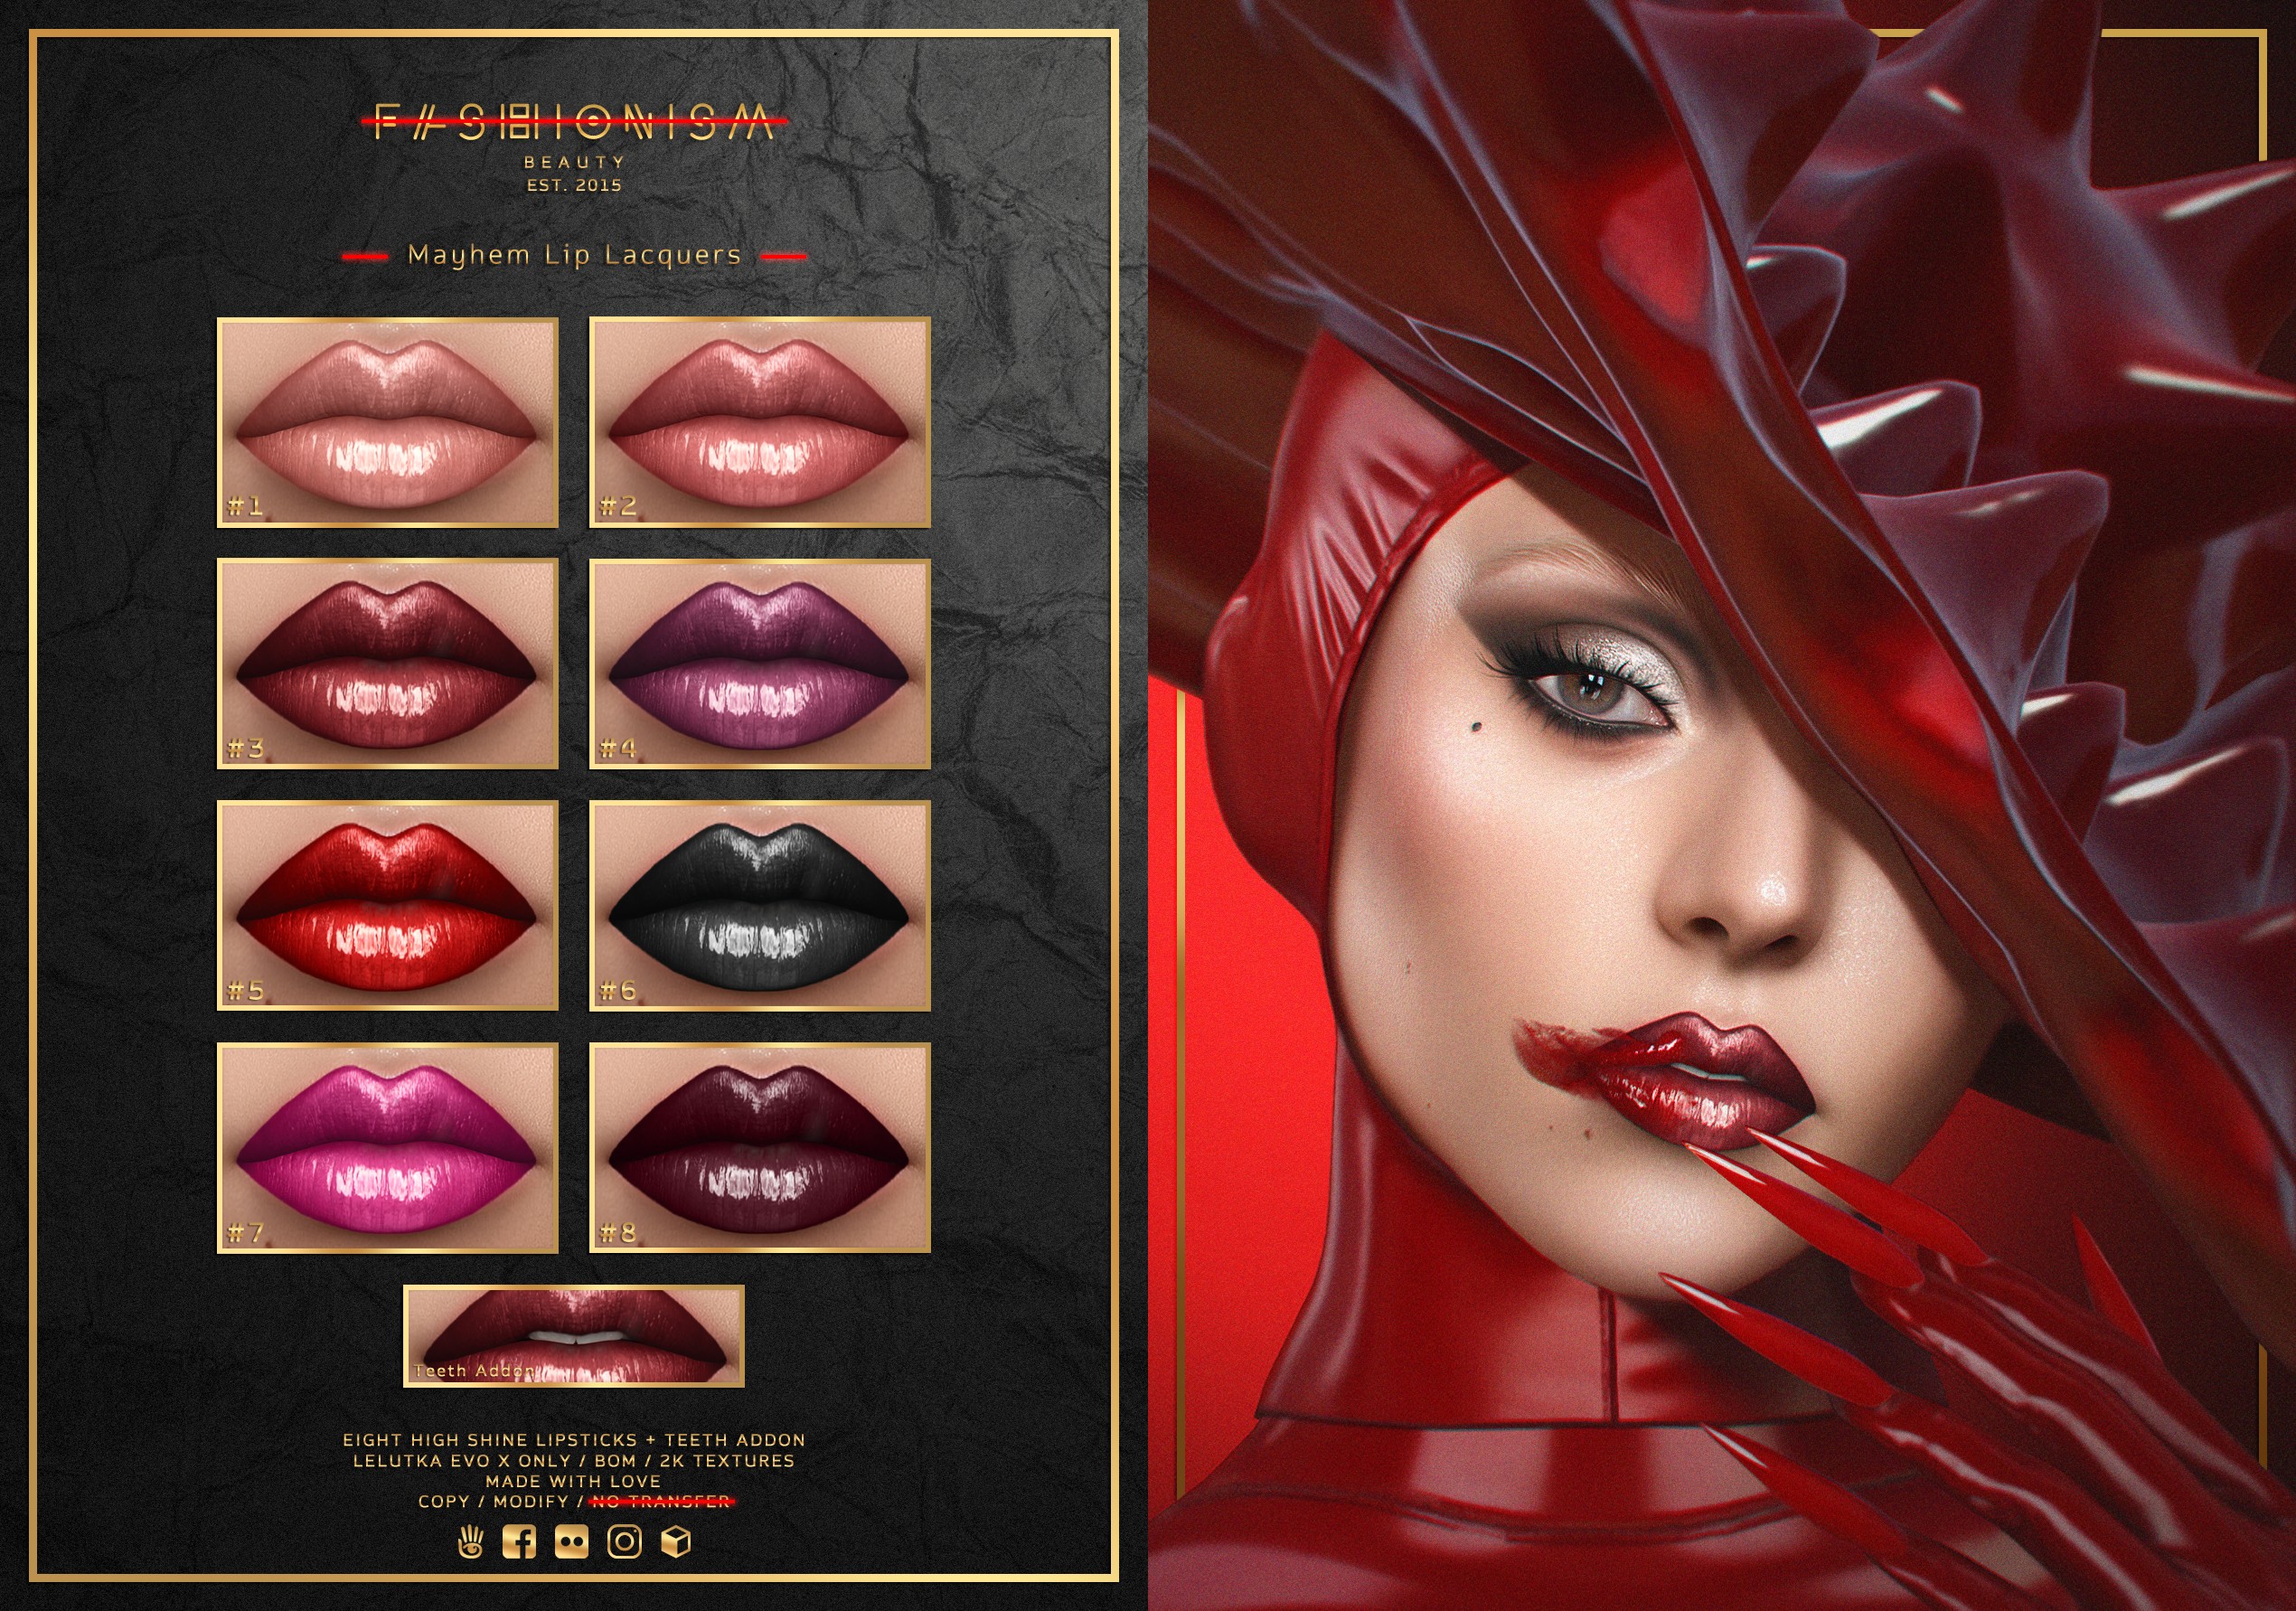 FASHIONISM
BEAUTY
EST. 2015
Mayhem Lip Lacquers
#1
#2
#3
#4
#5
#6
#7
#8
Teeth Addon
EIGHT HIGH SHINE LIPSTICKS + TEETH ADDON
LELUTKA EVO X ONLY / BOM / 2K TEXTURES
MADE WITH LOVE
COPY / MODIFY / NO TRANSFER